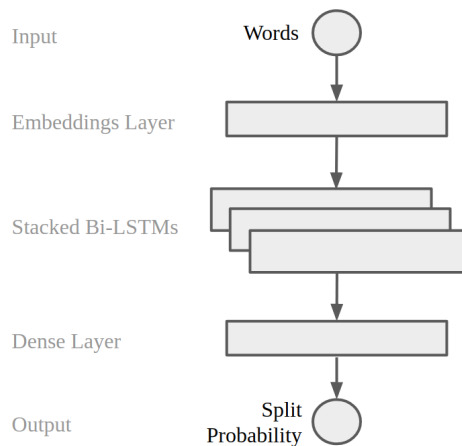 Input
Words
Embeddings Layer
Stacked Bi-LSTMs
Dense Layer
Output
Split
Probability